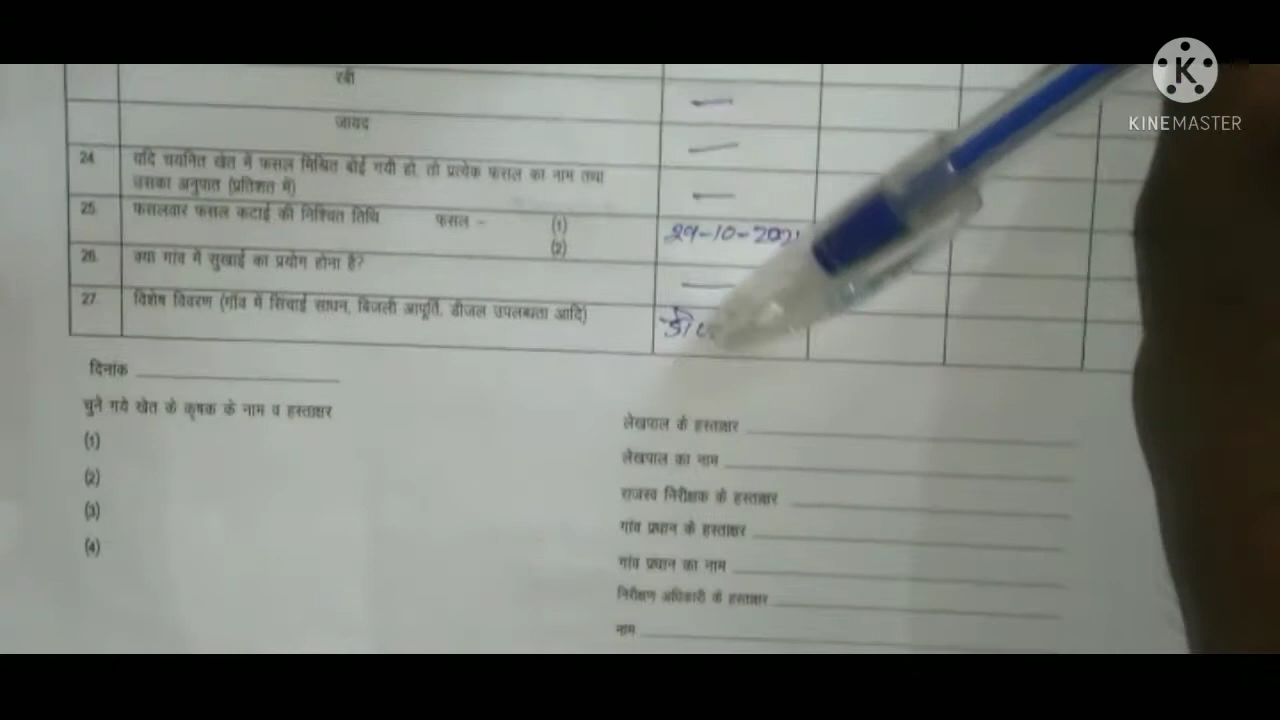 रबी —
जायद —
24. यदि चयनित खेत में फसल मिश्रित बोई गयी हो, तो प्रत्येक फसल का नाम तथा
उसका अनुपात (प्रतिशत में) —
25. फसलवार फसल कटाई की निश्चित तिथि फसल – (1) 29-10-2021
(2)
26. क्या गांव में सुखाई का प्रयोग होना है? —
27. विशेष विवरण (गाँव में सिंचाई साधन, बिजली आपूर्ति, डीजल उपलब्धता आदि)
दिनांक
चुने गये खेत के कृषक के नाम व हस्ताक्षर
(1)
(2)
(3)
(4)
लेखपाल के हस्ताक्षर
लेखपाल का नाम
राजस्व निरीक्षक के हस्ताक्षर
गांव प्रधान के हस्ताक्षर
गांव प्रधान का नाम
निरीक्षण अधिकारी के हस्ताक्षर
नाम
K
KINEMASTER